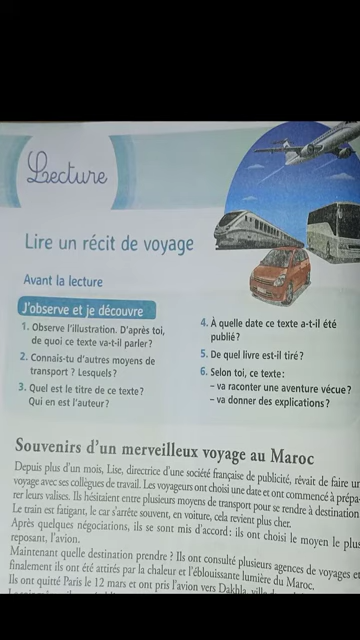 Lecture
Lire un récit de voyage
Avant la lecture
J'observe et je découvre
1. Observe l'illustration. D'après toi,
de quoi ce texte va-t-il parler?
2. Connais-tu d'autres moyens de
transport ? Lesquels?
3. Quel est le titre de ce texte?
Qui en est l'auteur?
4. À quelle date ce texte a-t-il été
publié?
5. De quel livre est-il tiré?
6. Selon toi, ce texte:
– va raconter une aventure vécue?
– va donner des explications?
Souvenirs d'un merveilleux voyage au Maroc
Depuis plus d'un mois, Lise, directrice d'une société française de publicité, rêvait de faire un
voyage avec ses collègues de travail. Les voyageurs ont choisi une date et ont commencé à prépa-
rer leurs valises. Ils hésitaient entre plusieurs moyens de transport pour se rendre à destination
Le train est fatigant, le car s'arrête souvent, en voiture, cela revient plus cher.
Après quelques négociations, ils se sont mis d'accord: ils ont choisi le moyen le plus
reposant, l'avion.
Maintenant quelle destination prendre ? Ils ont consulté plusieurs agences de voyages et
finalement ils ont été attirés par la chaleur et l'éblouissante lumière du Maroc.
Ils ont quitté Paris le 12 mars et ont pris l'avion vers Dakhla,